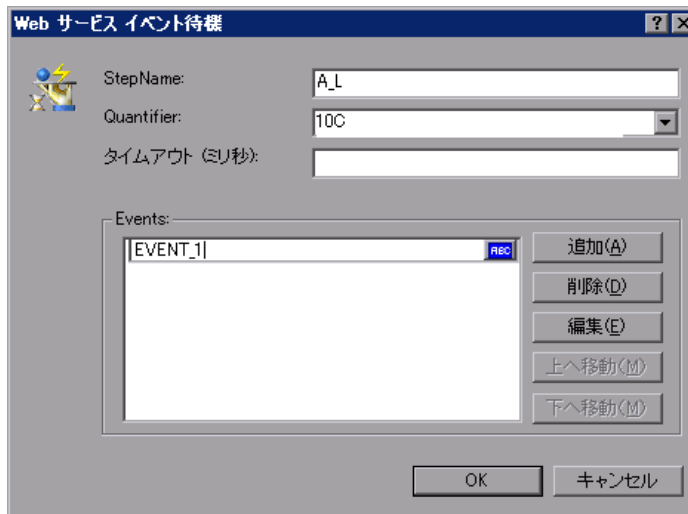 Web サービス イベント待機
StepName:
A_L
Quantifier:
10C
タイムアウト (ミリ秒):
Events:
EVENT_1
ABC
追加(A)
削除(D)
編集(E)
上へ移動(M)
下へ移動(M)
OK
キャンセル